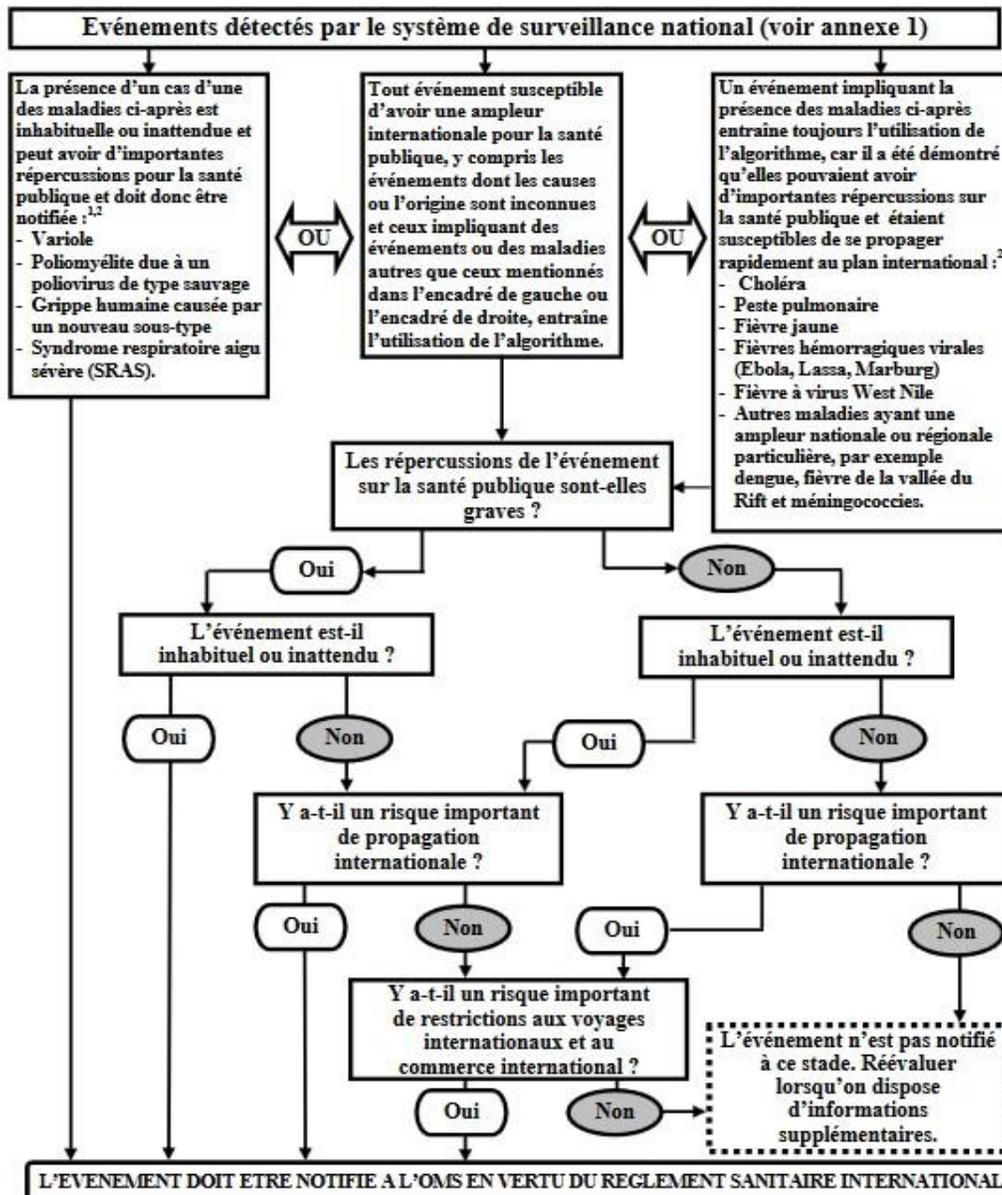 Evénements détectés par le système de surveillance national (voir annexe 1)
La présence d'un cas d'une
des maladies ci-après est
inhabituelle ou inattendue et
peut avoir d'importantes
répercussions pour la santé
publique et doit donc être
notifiée :1,2
- Variole
- Poliomyélite due à un
poliovirus de type sauvage
- Grippe humaine causée par
un nouveau sous-type
- Syndrome respiratoire aigu
sévère (SRAS).
OU
Tout événement susceptible
d'avoir une ampleur
internationale pour la santé
publique, y compris les
événements dont les causes
ou l'origine sont inconnues
et ceux impliquant des
événements ou des maladies
autres que ceux mentionnés
dans l'encadré de gauche ou
l'encadré de droite, entraîne
l'utilisation de l'algorithme.
OU
Un événement impliquant la
présence des maladies ci-après
entraîne toujours l'utilisation de
l'algorithme, car il a été démontré
qu'elles pouvaient avoir
d'importantes répercussions sur
la santé publique et étaient
susceptibles de se propager
rapidement au plan international :2
- Choléra
- Peste pulmonaire
- Fièvre jaune
- Fièvres hémorragiques virales
(Ebola, Lassa, Marburg)
- Fièvre à virus West Nile
- Autres maladies ayant une
ampleur nationale ou régionale
particulière, par exemple
dengue, fièvre de la vallée du
Rift et méningococcies.
Les répercussions de l'événement
sur la santé publique sont-elles
graves ?
Oui
Non
L'événement est-il
inhabituel ou inattendu ?
L'événement est-il
inhabituel ou inattendu ?
Oui
Non
Oui
Non
Y a-t-il un risque important
de propagation
internationale ?
Y a-t-il un risque important
de propagation
internationale ?
Oui
Non
Oui
Non
Y a-t-il un risque important
de restrictions aux voyages
internationaux et au
commerce international ?
L'événement n'est pas notifié
à ce stade. Réévaluer
lorsqu'on dispose
d'informations
supplémentaires.
Oui
Non
L'EVENEMENT DOIT ETRE NOTIFIE A L'OMS EN VERTU DU REGLEMENT SANITAIRE INTERNATIONAL